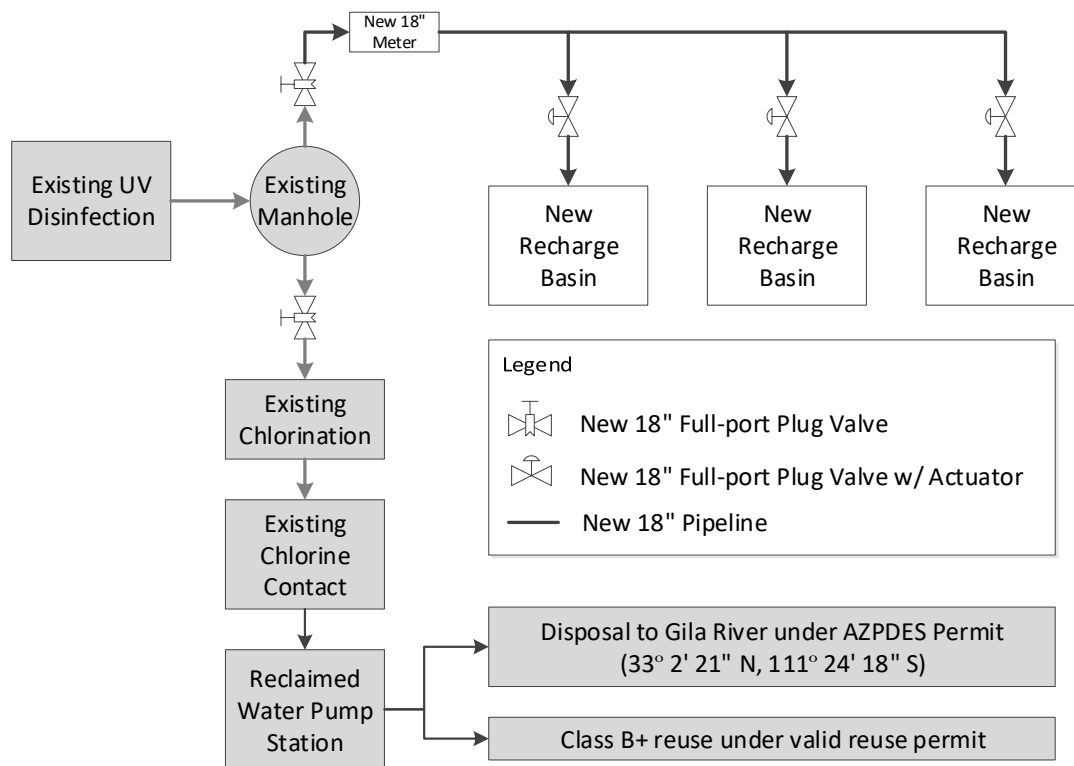 New 18"
Meter
Existing UV
Disinfection
Existing
Manhole
New
Recharge
Basin
New
Recharge
Basin
New
Recharge
Basin
Existing
Chlorination
Existing
Chlorine
Contact
Reclaimed
Water Pump
Station
Legend
New 18" Full-port Plug Valve
New 18" Full-port Plug Valve w/ Actuator
New 18" Pipeline
Disposal to Gila River under AZPDES Permit
(33° 2' 21" N, 111° 24' 18" S)
Class B+ reuse under valid reuse permit